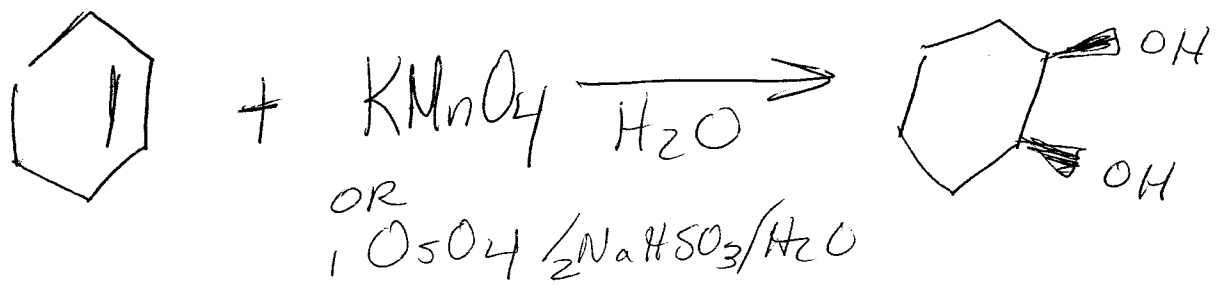 + KMnO4 H2O OH
OH
OR
1 OsO4 / 2 NaHSO3/H2O